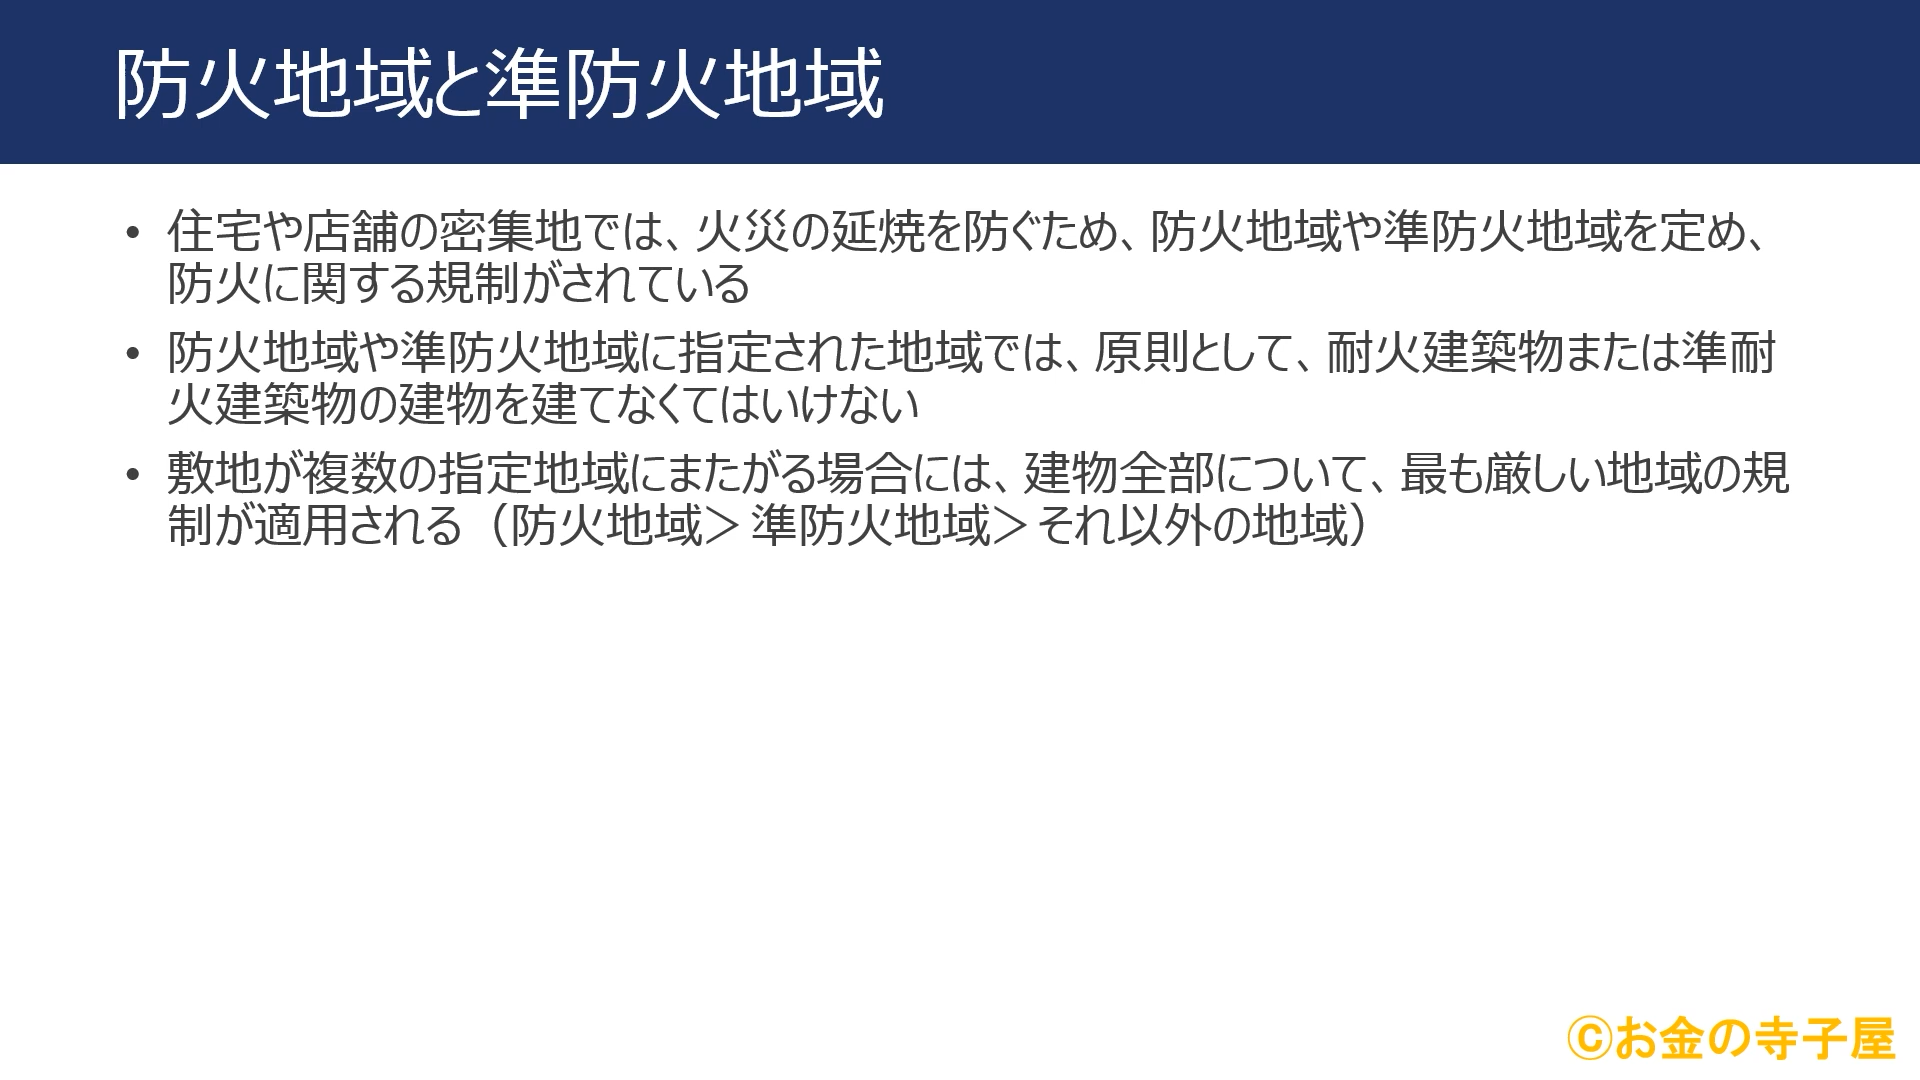 防火地域と準防火地域
• 住宅や店舗の密集地では、火災の延焼を防ぐため、防火地域や準防火地域を定め、
防火に関する規制がされている
• 防火地域や準防火地域に指定された地域では、原則として、耐火建築物または準耐
火建築物の建物を建てなくてはいけない
• 敷地が複数の指定地域にまたがる場合には、建物全部について、最も厳しい地域の規
制が適用される（防火地域＞準防火地域＞それ以外の地域）
©お金の寺子屋